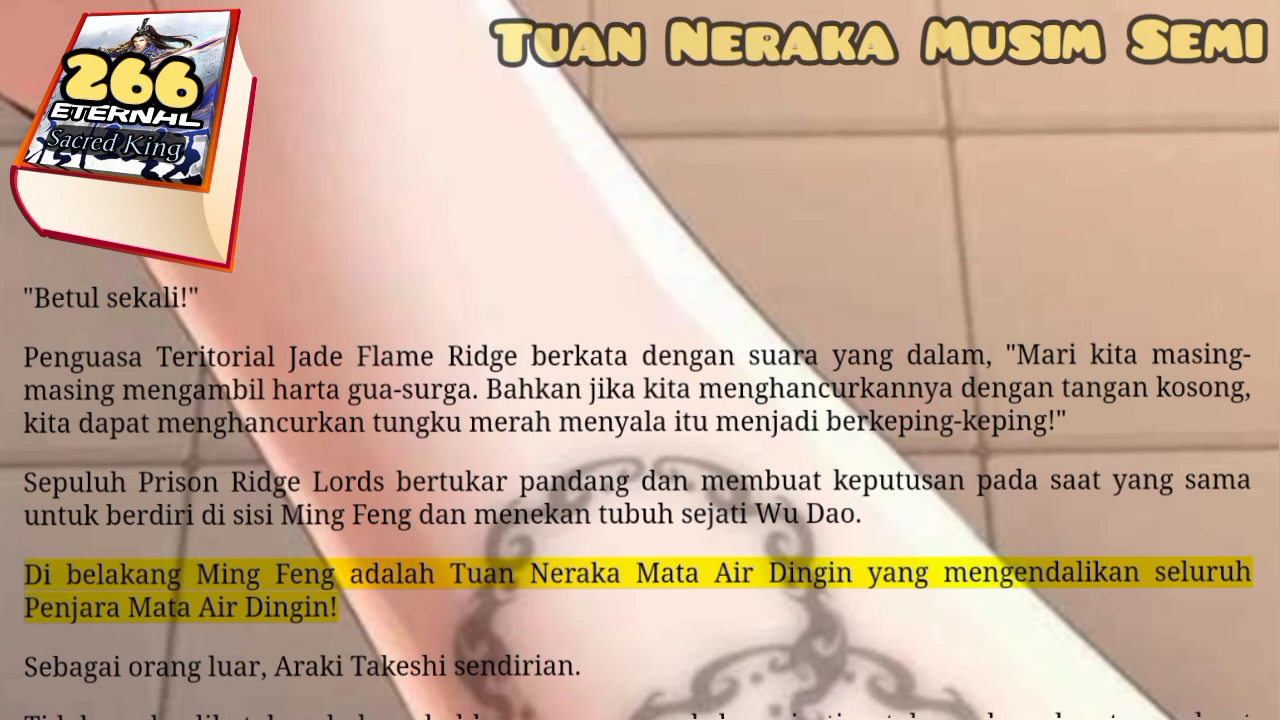 Tuan Neraka Musim Semi
266
ETERNAL
Sacred King
"Betul sekali!"
Penguasa Teritorial Jade Flame Ridge berkata dengan suara yang dalam, "Mari kita masing-
masing mengambil harta gua-surga. Bahkan jika kita menghancurkannya dengan tangan kosong,
kita dapat menghancurkan tungku merah menyala itu menjadi berkeping-keping!"
Sepuluh Prison Ridge Lords bertukar pandang dan membuat keputusan pada saat yang sama
untuk berdiri di sisi Ming Feng dan menekan tubuh sejati Wu Dao.
Di belakang Ming Feng adalah Tuan Neraka Mata Air Dingin yang mengendalikan seluruh
Penjara Mata Air Dingin!
Sebagai orang luar, Araki Takeshi sendirian.